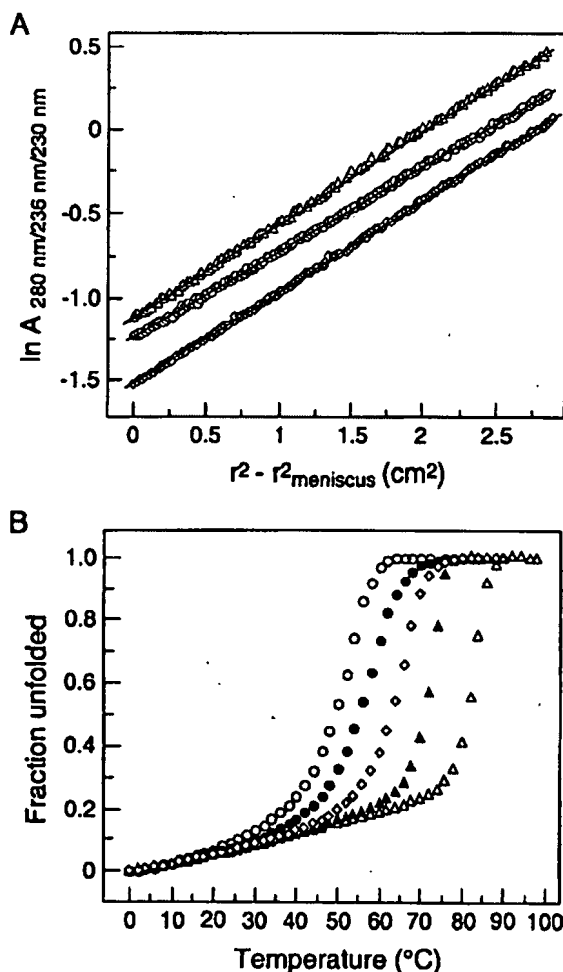 A
0.5
0
-0.5
-1.0
-1.5
ln A 280 nm/236 nm/230 nm
0 0.5 1 1.5 2 2.5
r² - r²meniscus (cm²)
B
1.0
0.8
0.6
0.4
0.2
0
Fraction unfolded
0 10 20 30 40 50 60 70 80 90 100
Temperature (°C)